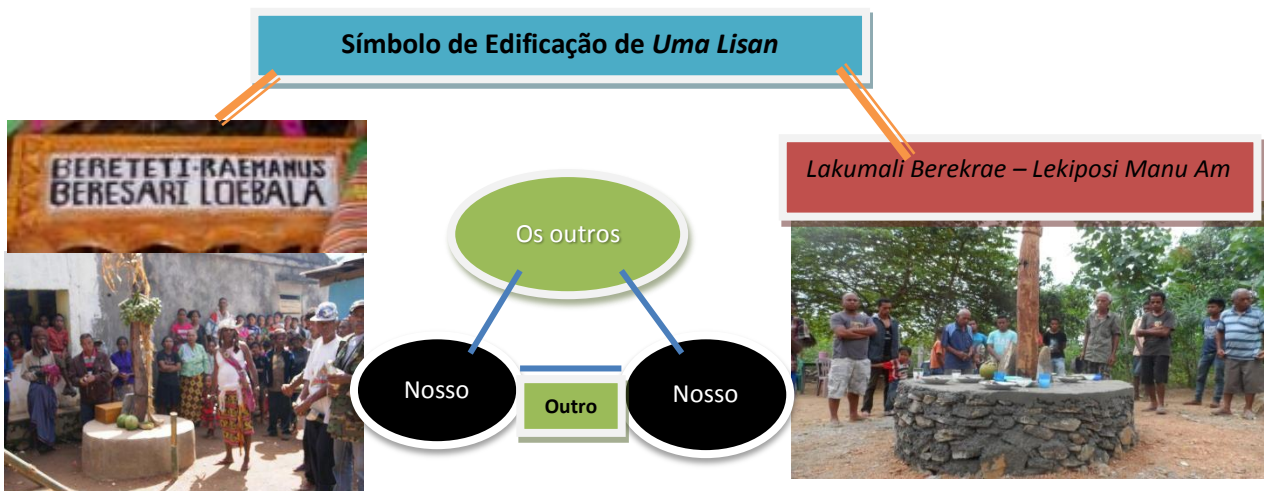 Símbolo de Edificação de Uma Lisan
BERETETI-RAEMANUS
BERESARI LOEBALA
Lakumali Berekrae – Lekiposi Manu Am
Os outros
Nosso
Outro
Nosso